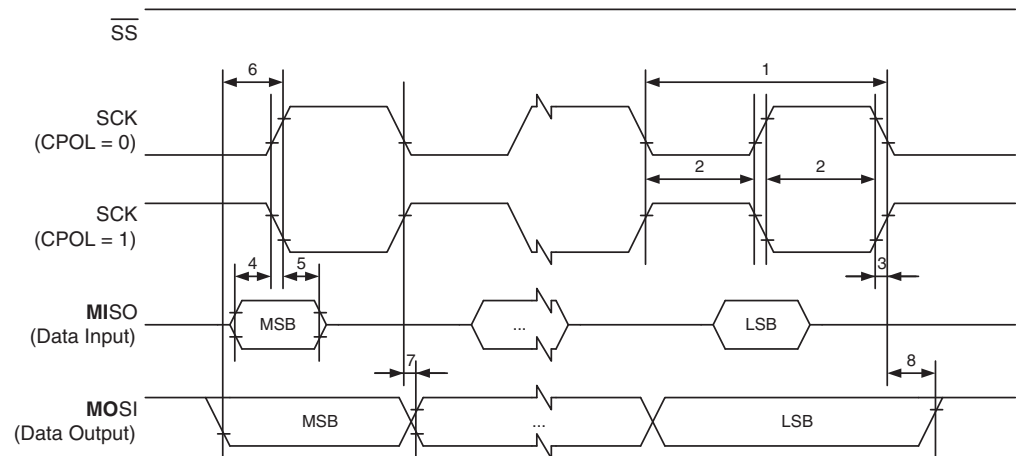 SS
6
1
SCK
(CPOL = 0)
2
2
SCK
(CPOL = 1)
4
5
3
MISO
(Data Input)
MSB
...
LSB
7
8
MOSI
(Data Output)
MSB
...
LSB